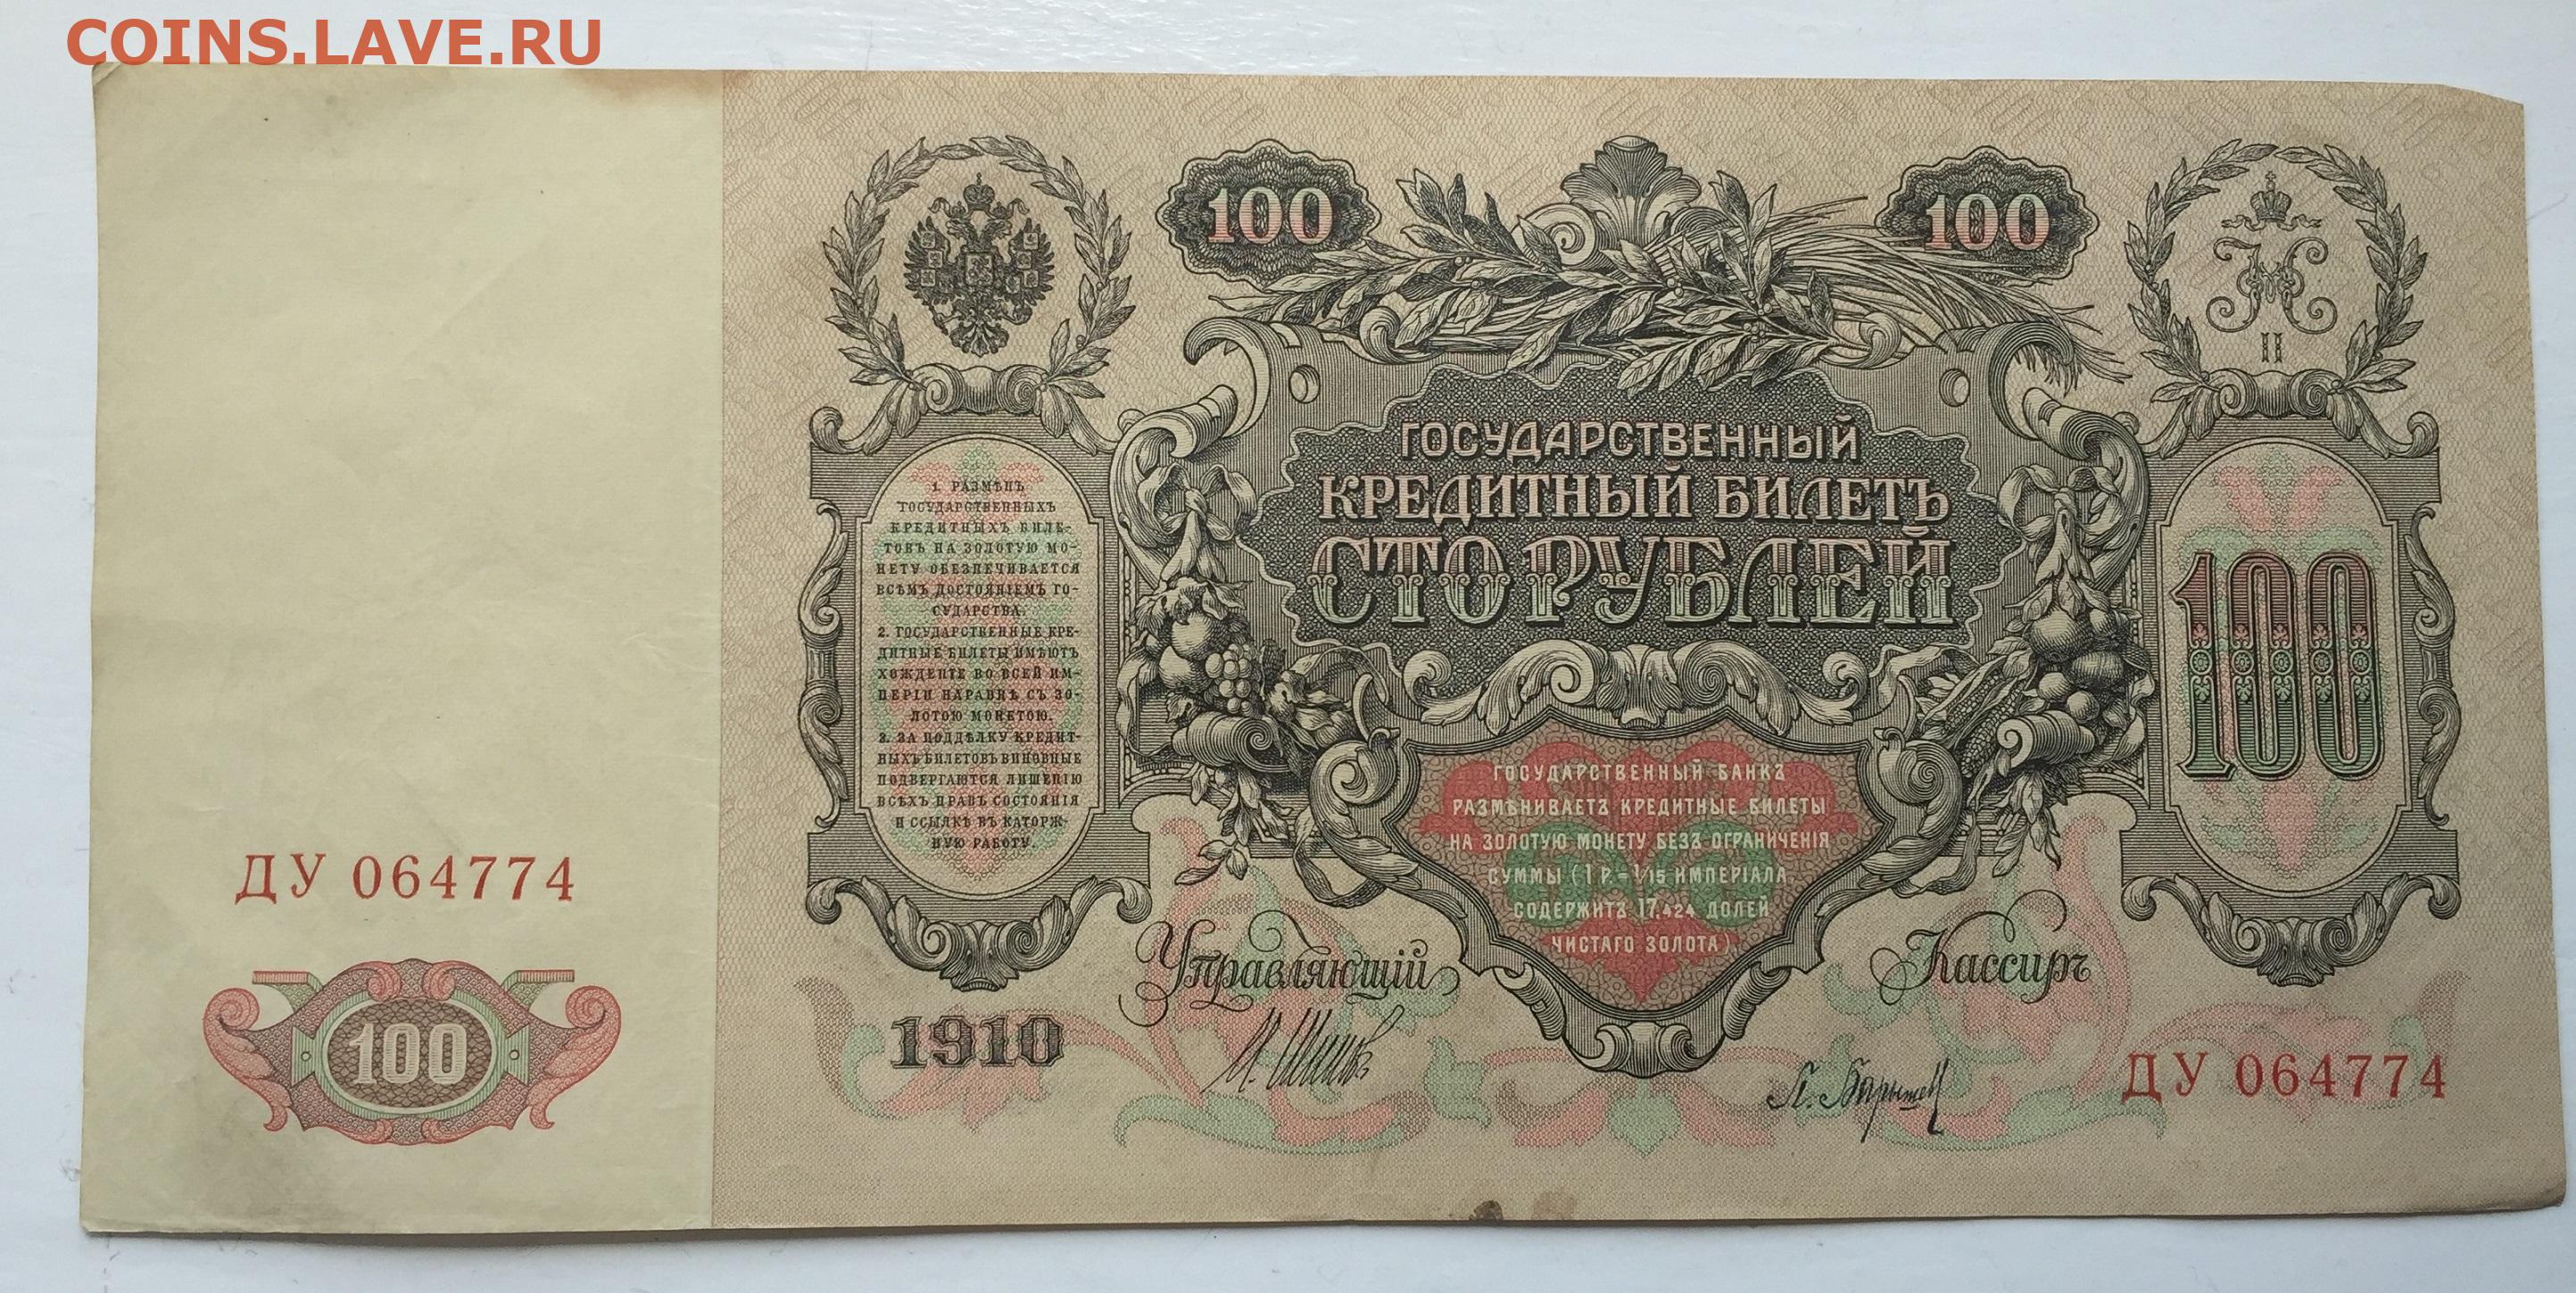 COINS.LAVE.RU
100
100
II
ГОСУДАРСТВЕННЫЙ
КРЕДИТНЫЙ БИЛЕТЪ
СТО РУБЛЕЙ
1. РАЗМѢНЪ
ГОСУДАРСТВЕННЫХЪ
КРЕДИТНЫХЪ БИЛЕ-
ТОВЪ НА ЗОЛОТУЮ МО-
НЕТУ ОБЕЗПЕЧИВАЕТСЯ
ВСѢМЪ ДОСТОЯНІЕМЪ ГО-
СУДАРСТВА.
2. ГОСУДАРСТВЕННЫЕ КРЕ-
ДИТНЫЕ БИЛЕТЫ ИМѢЮТЪ
ХОЖДЕНІЕ ВО ВСЕЙ ИМ-
ПЕРІИ НАРАВНѢ СЪ ЗО-
ЛОТОЮ МОНЕТОЮ.
3. ЗА ПОДДѢЛКУ КРЕДИТ-
НЫХЪ БИЛЕТОВЪ ВИНОВНЫЕ
ПОДВЕРГАЮТСЯ ЛИШЕНІЮ
ВСѢХЪ ПРАВЪ СОСТОЯНІЯ
И ССЫЛКѢ ВЪ КАТОРЖ-
НУЮ РАБОТУ.
100
ГОСУДАРСТВЕННЫЙ БАНКЪ
РАЗМѢНИВАЕТЪ КРЕДИТНЫЕ БИЛЕТЫ
НА ЗОЛОТУЮ МОНЕТУ БЕЗЪ ОГРАНИЧЕНІЯ
СУММЫ (1 Р.= 1/15 ИМПЕРІАЛА
СОДЕРЖИТЪ 17,424 ДОЛЕЙ
ЧИСТАГО ЗОЛОТА).
ДУ 064774
100
Управляющій
Кассиръ
1910
И. Шипов
Л. Барышев
ДУ 064774